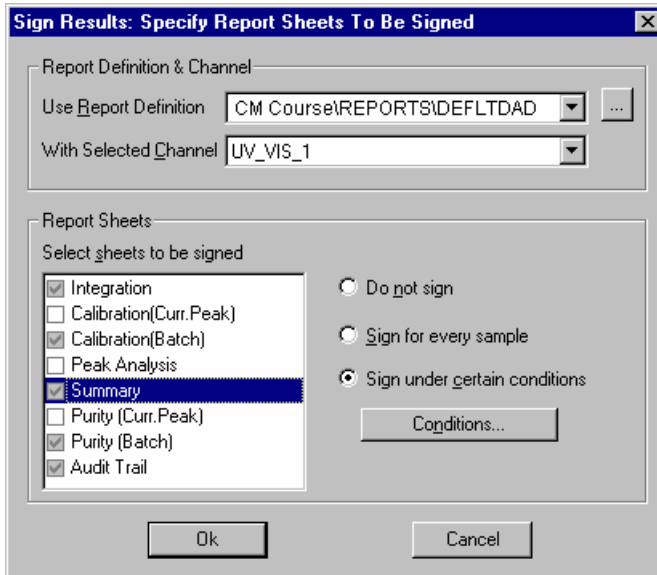 Sign Results: Specify Report Sheets To Be Signed
Report Definition & Channel
Use Report Definition CM Course\REPORTS\DEFLTDAD ...
With Selected Channel UV_VIS_1
Report Sheets
Select sheets to be signed
Integration
Calibration(Curr.Peak)
Calibration(Batch)
Peak Analysis
Summary
Purity (Curr.Peak)
Purity (Batch)
Audit Trail
Do not sign
Sign for every sample
Sign under certain conditions
Conditions...
Ok Cancel